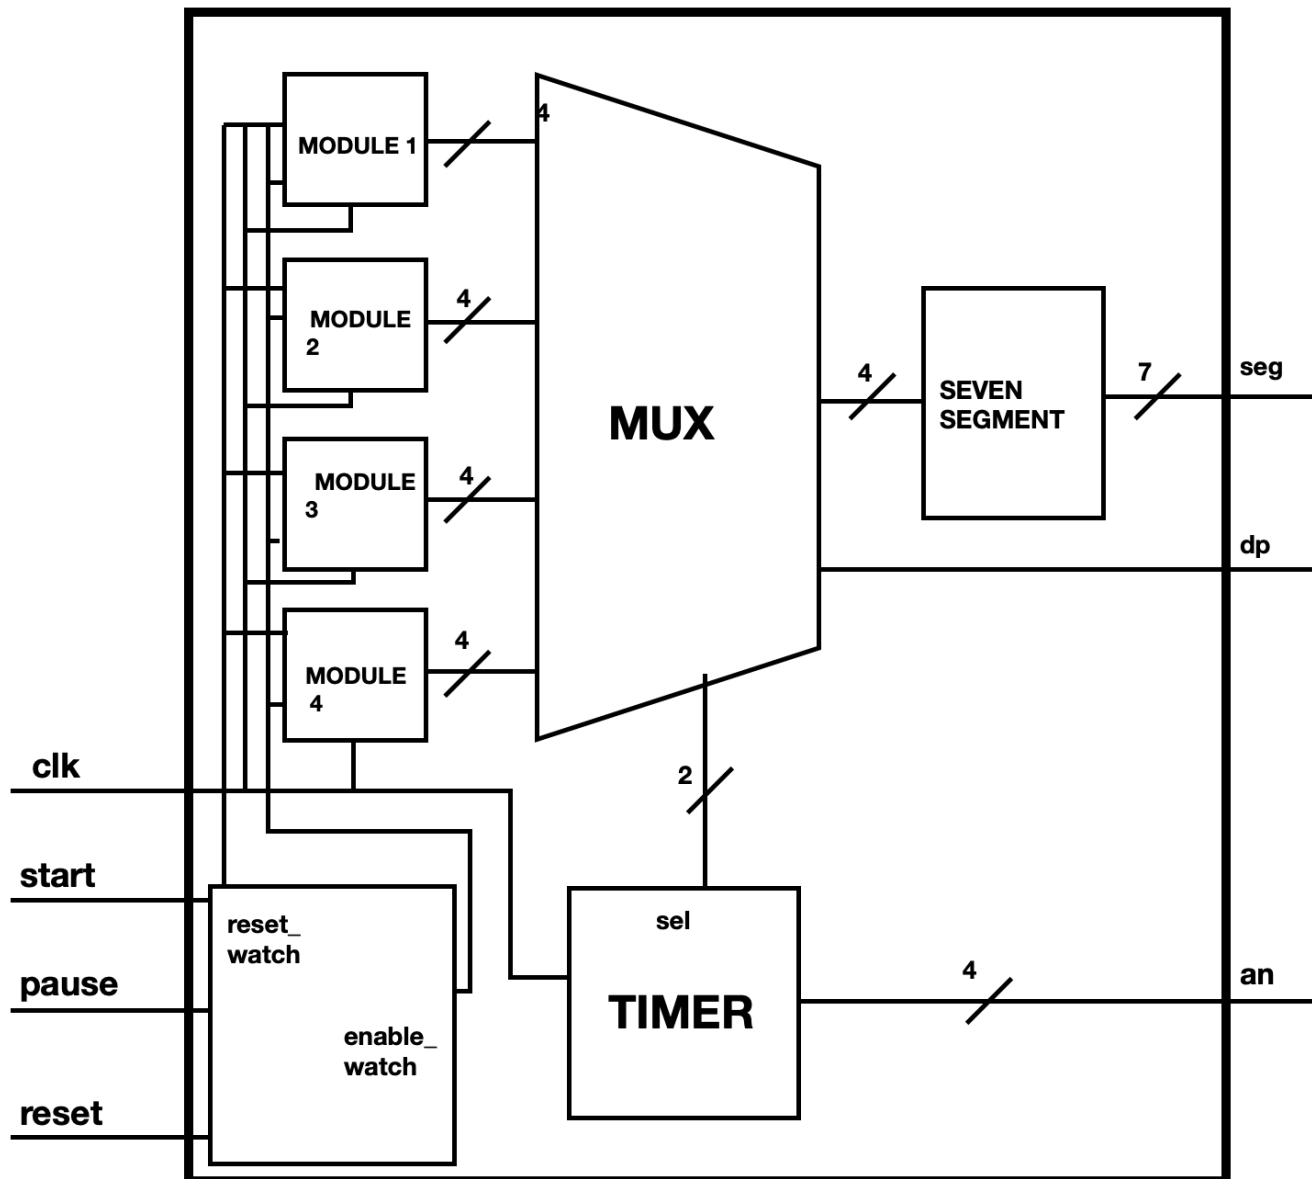 4
MODULE 1
4
MODULE
2
4
MODULE
3
4
MODULE
4
MUX
4
SEVEN
SEGMENT
7
seg
dp
2
clk
start
pause
reset
reset_
watch
enable_
watch
sel
TIMER
4
an